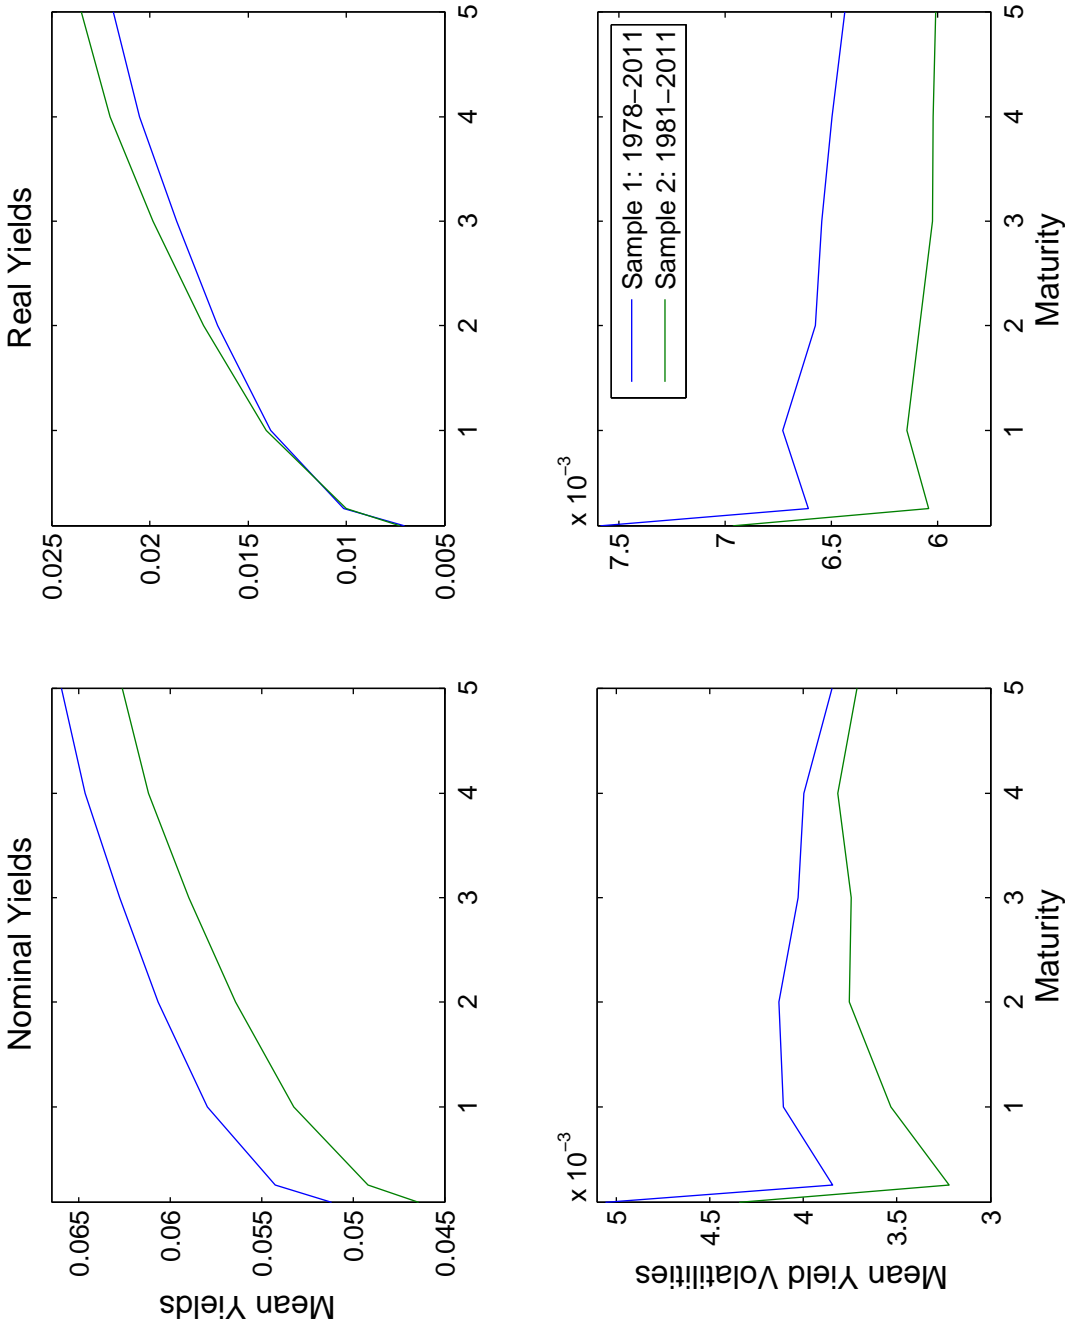 Nominal Yields
Mean Yields
0.065
0.06
0.055
0.05
0.045
1 2 3 4 5
Real Yields
0.025
0.02
0.015
0.01
0.005
1 2 3 4 5
x 10−3
Mean Yield Volatilities
5
4.5
4
3.5
3
1 2 3 4 5
Maturity
x 10−3
7.5
7
6.5
6
1 2 3 4 5
Maturity
Sample 1: 1978−2011
Sample 2: 1981−2011